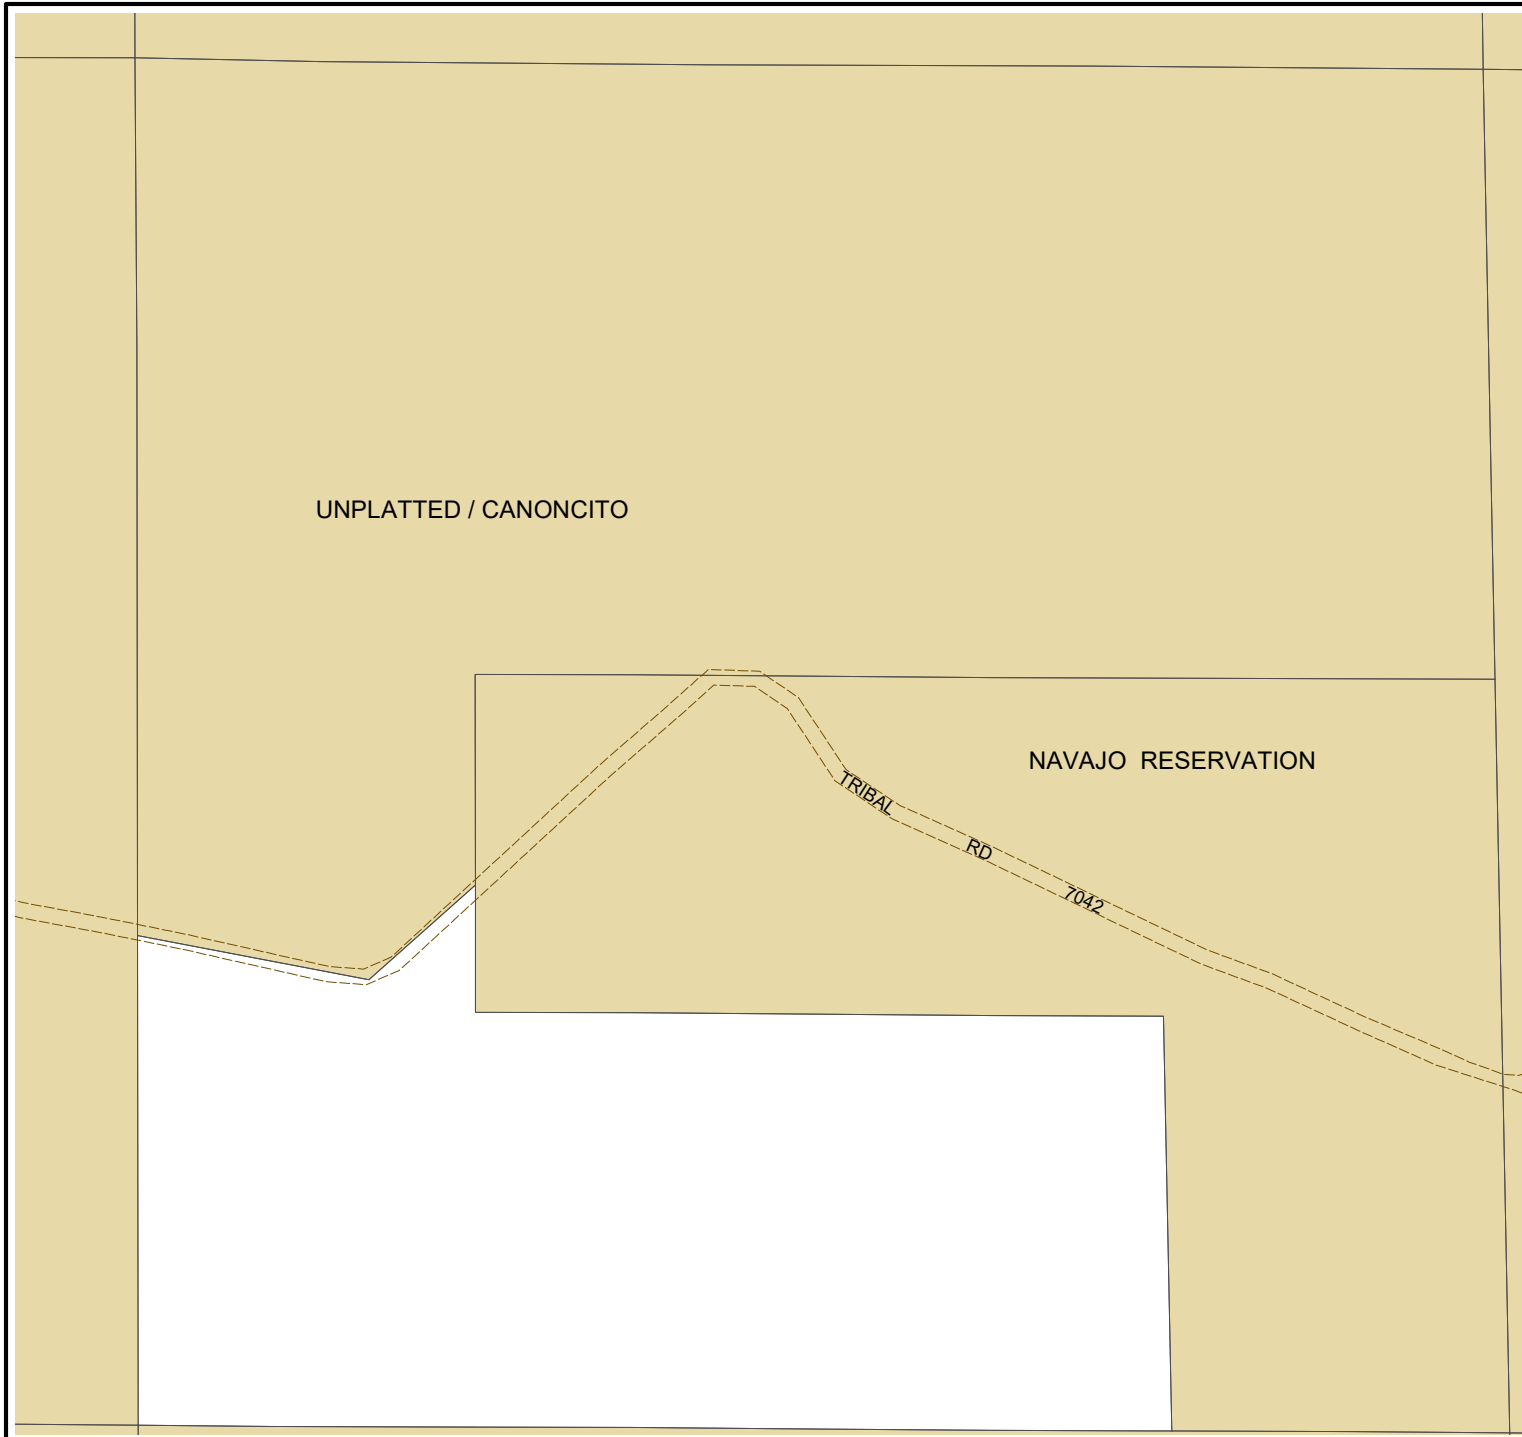 UNPLATTED / CANONCITO
NAVAJO  RESERVATION
TRIBAL
RD
7042